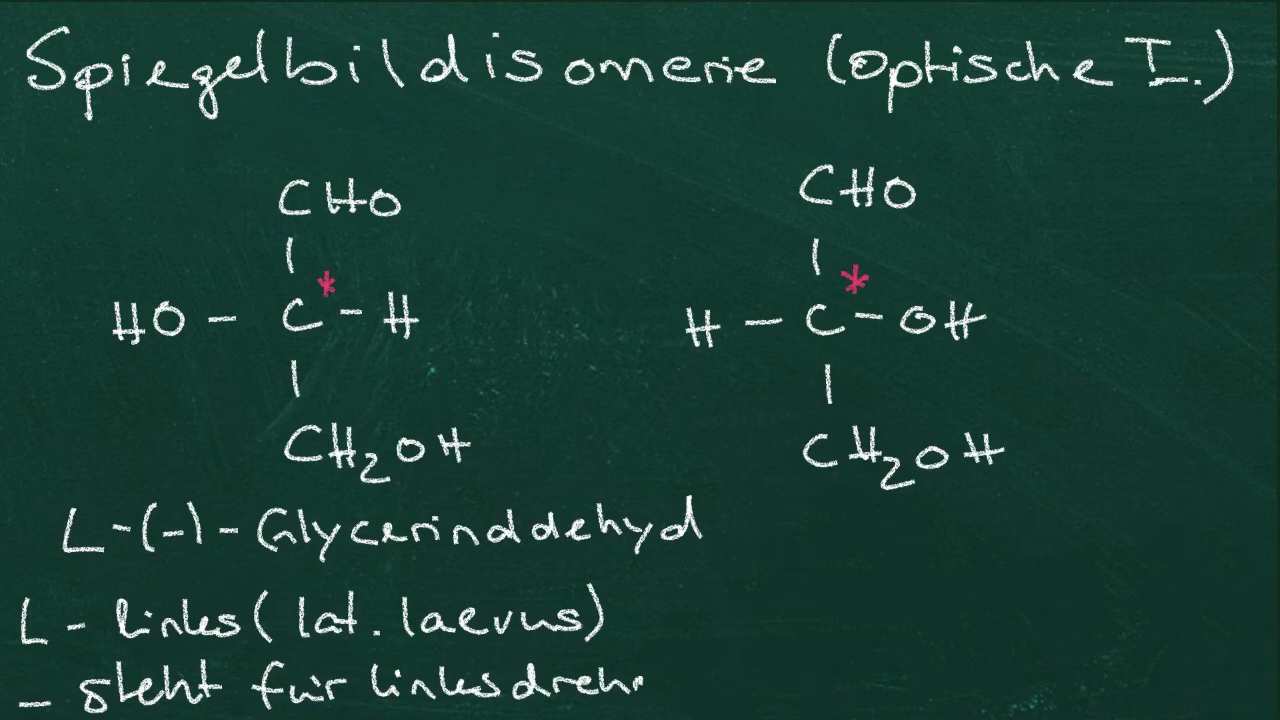 Spiegelbildisomerie (optische I.)
CHO CHO
| * | *
HO - C - H H - C - OH
| |
CH₂OH CH₂OH
L-(-)-Glycerinaldehyd
L - links (lat. laevus)
- steht für linksdreh